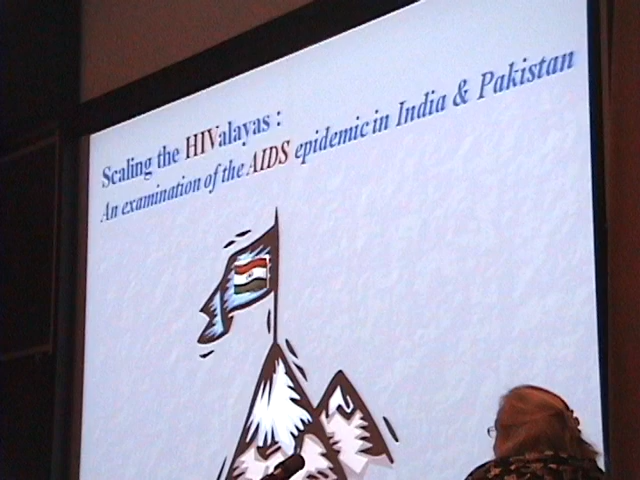 Scaling the HIValayas :
An examination of the AIDS epidemic in India & Pakistan